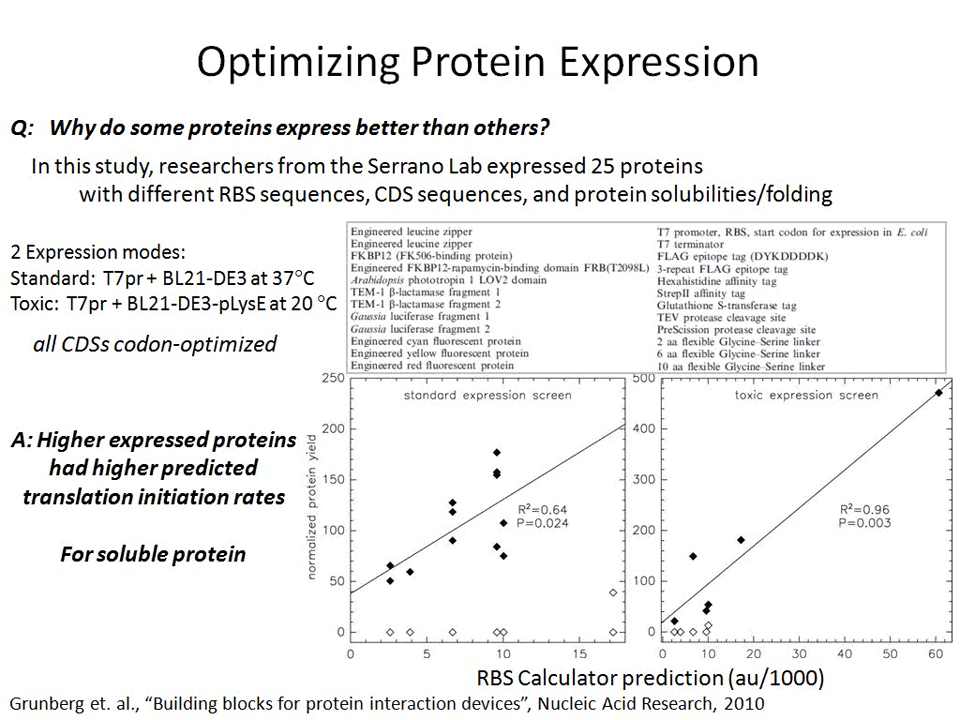 Optimizing Protein Expression
Q: Why do some proteins express better than others?
In this study, researchers from the Serrano Lab expressed 25 proteins
with different RBS sequences, CDS sequences, and protein solubilities/folding
2 Expression modes:
Standard: T7pr + BL21-DE3 at 37°C
Toxic: T7pr + BL21-DE3-pLysE at 20 °C
all CDSs codon-optimized
Engineered leucine zipper
Engineered leucine zipper
FKBP12 (FK506-binding protein)
Engineered FKBP12-rapamycin-binding domain FRB(T2098L)
Arabidopsis phototropin 1 LOV2 domain
TEM-1 β-lactamase fragment 1
TEM-1 β-lactamase fragment 2
Gaussia luciferase fragment 1
Gaussia luciferase fragment 2
Engineered cyan fluorescent protein
Engineered yellow fluorescent protein
Engineered red fluorescent protein
T7 promoter, RBS, start codon for expression in E. coli
T7 terminator
FLAG epitope tag (DYKDDDDK)
3-repeat FLAG epitope tag
Hexahistidine affinity tag
StrepII affinity tag
Glutathione S-transferase tag
TEV protease cleavage site
PreScission protease cleavage site
2 aa flexible Glycine–Serine linker
6 aa flexible Glycine–Serine linker
10 aa flexible Glycine–Serine linker
A: Higher expressed proteins
had higher predicted
translation initiation rates
For soluble protein
normalized protein yield
250
200
150
100
50
0
standard expression screen
R²=0.64
P=0.024
0 5 10 15
500
400
300
200
100
0
toxic expression screen
R²=0.96
P=0.003
0 10 20 30 40 50 60
RBS Calculator prediction (au/1000)
Grunberg et. al., “Building blocks for protein interaction devices”, Nucleic Acid Research, 2010